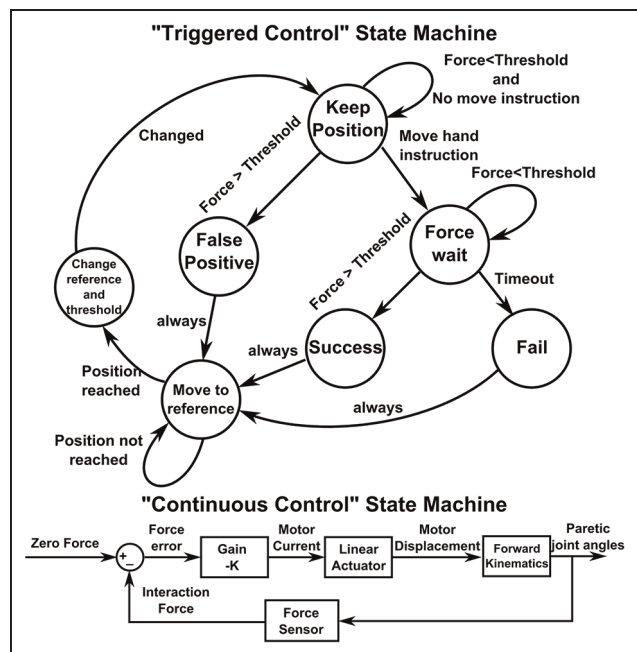 "Triggered Control" State Machine
Force<Threshold
and
No move instruction
Keep
Position
Changed
Move hand
instruction
Force > Threshold
Force<Threshold
False
Positive
Force
wait
Change
reference
and
threshold
Force > Threshold
Timeout
always
Success
Fail
always
Position
reached
Move to
reference
always
Position not
reached
"Continuous Control" State Machine
Zero Force
+
−
Force
error
Gain
-K
Motor
Current
Linear
Actuator
Motor
Displacement
Forward
Kinematics
Paretic
joint angles
Interaction
Force
Force
Sensor